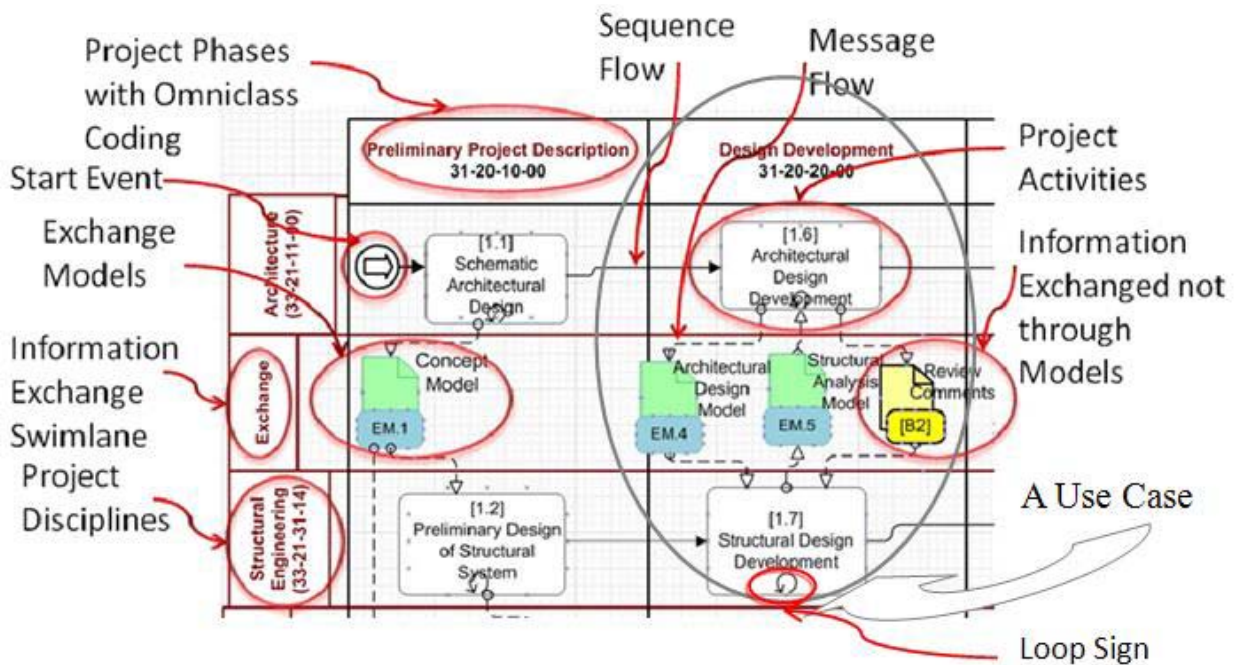 Project Phases
with Omniclass
Coding
Start Event
Exchange
Models
Information
Exchange
Swimlane
Project
Disciplines
Sequence
Flow
Message
Flow
Project
Activities
Information
Exchanged not
through
Models
A Use Case
Loop Sign
Preliminary Project Description
31-20-10-00
Design Development
31-20-20-00
Architecture
(33-21-11-00)
[1.1]
Schematic
Architectural
Design
[1.6]
Architectural
Design
Development
Exchange
Concept
Model
EM.1
Architectural
Design
Model
EM.4
Structural
Analysis
Model
EM.5
Review
Comments
[B2]
Structural
Engineering
(33-21-31-14)
[1.2]
Preliminary Design
of Structural
System
[1.7]
Structural Design
Development